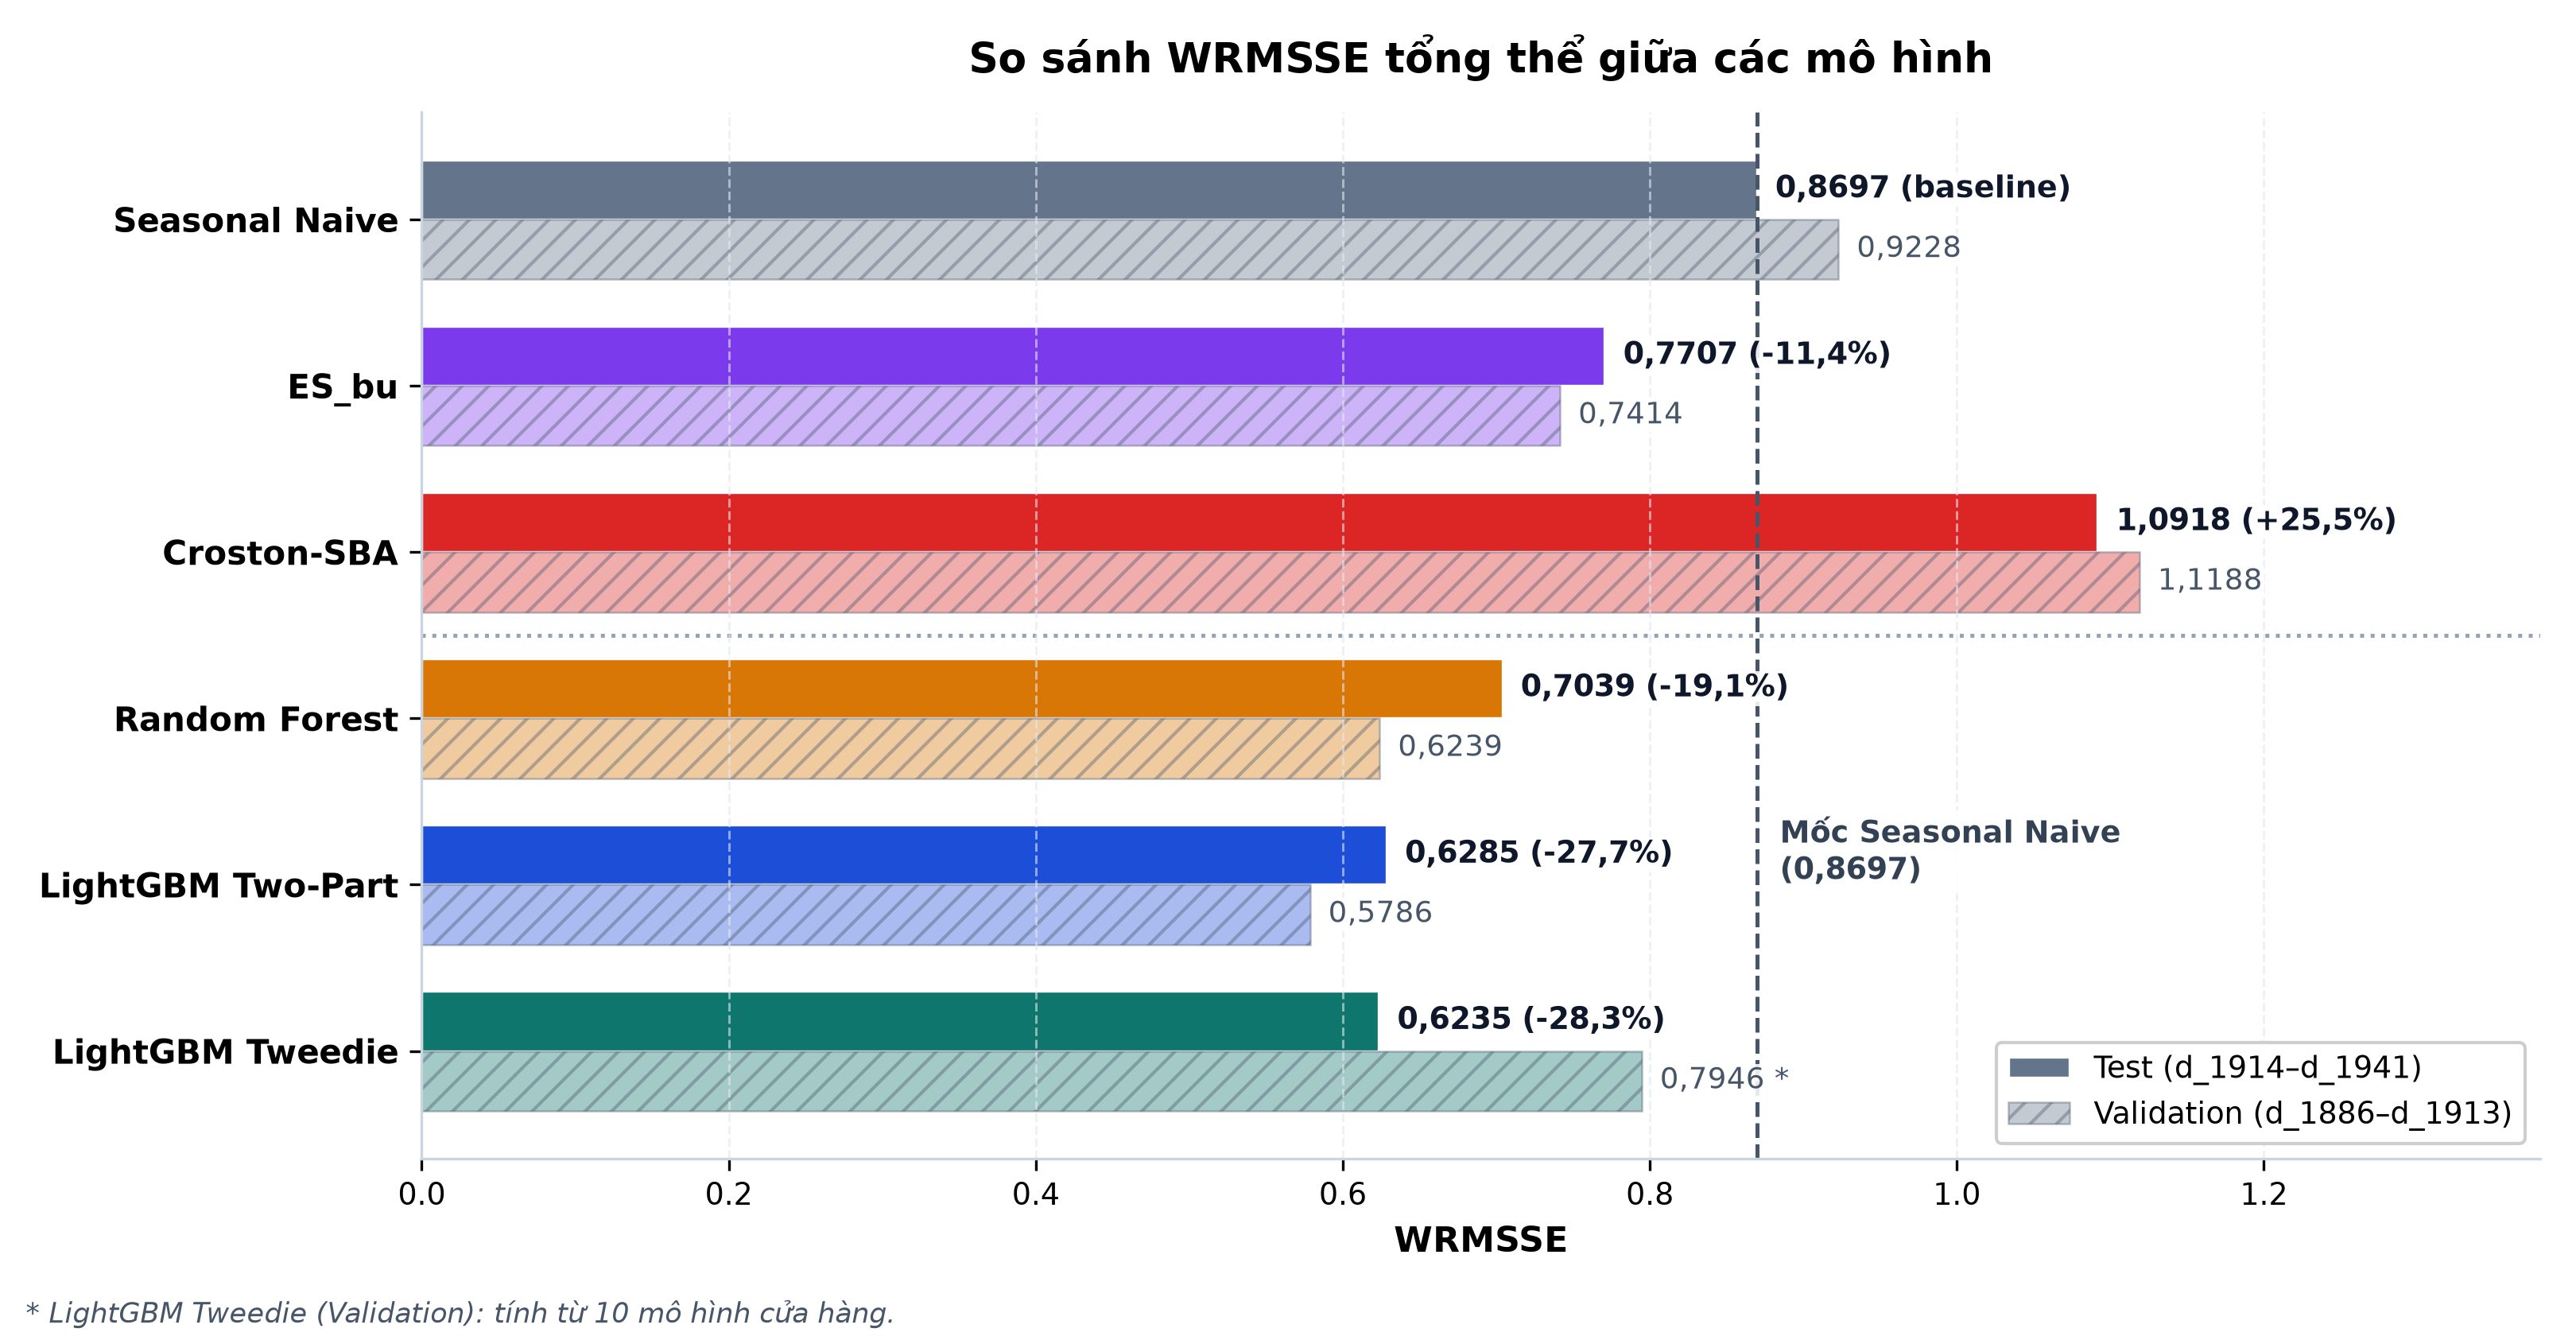 So sánh WRMSSE tổng thể giữa các mô hình
Seasonal Naive
0,8697 (baseline)
0,9228
ES_bu
0,7707 (-11,4%)
0,7414
Croston-SBA
1,0918 (+25,5%)
1,1188
Random Forest
0,7039 (-19,1%)
0,6239
LightGBM Two-Part
0,6285 (-27,7%)
0,5786
Mốc Seasonal Naive
(0,8697)
LightGBM Tweedie
0,6235 (-28,3%)
0,7946 *
Test (d_1914–d_1941)
Validation (d_1886–d_1913)
0.0 0.2 0.4 0.6 0.8 1.0 1.2
WRMSSE
* LightGBM Tweedie (Validation): tính từ 10 mô hình cửa hàng.